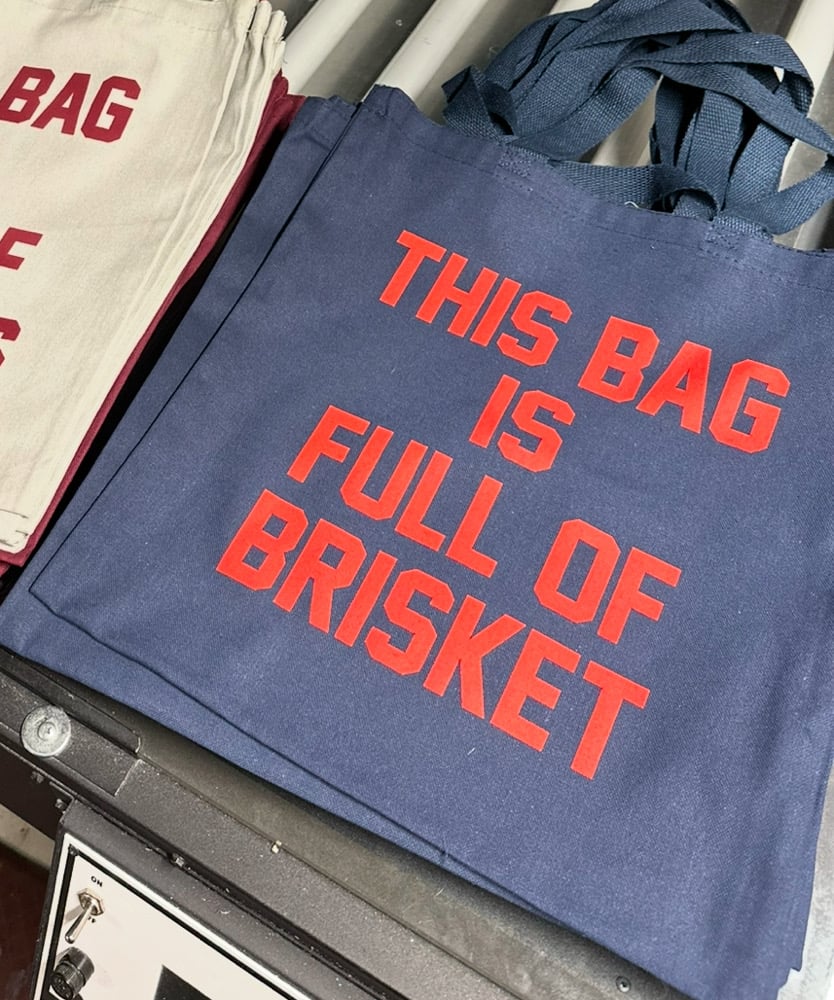 BAG
F
S
THIS BAG
IS
FULL OF
BRISKET
ON